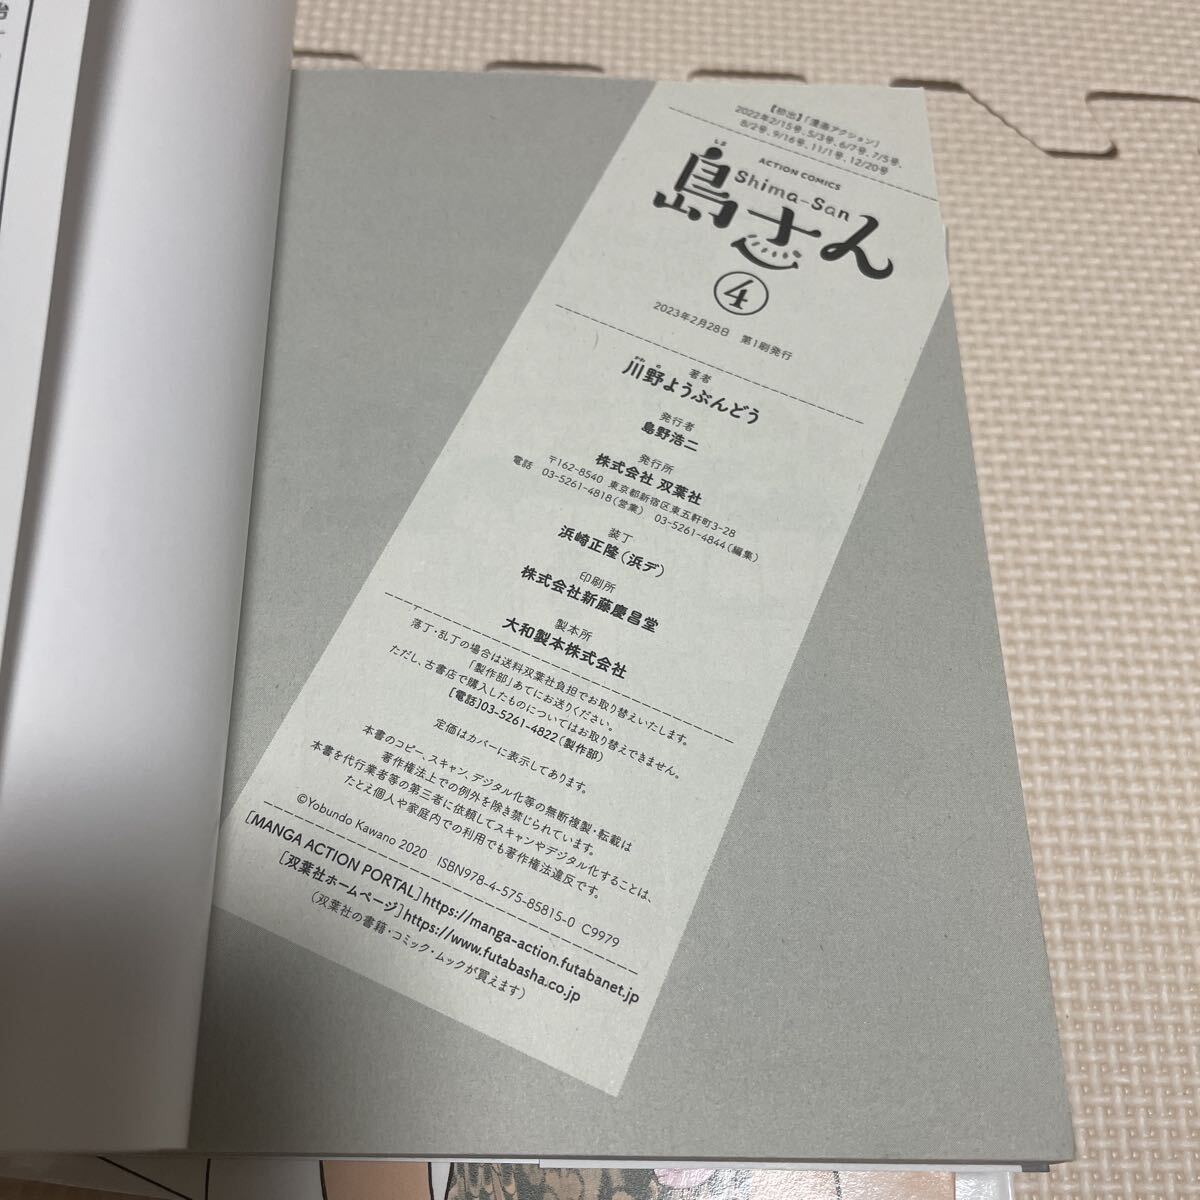 【初出】「漫画アクション」
2022年2/15号、5/3号、6/7号、7/5号、
8/2号、9/16号、11/1号、12/20号
ACTION COMICS
しま
Shima-San
島さん
④
2023年2月28日 第1刷発行
著者
かわ の
川野ようぶんどう
発行者
島野浩二
発行所
株式会社 双葉社
〒162-8540 東京都新宿区東五軒町3-28
電話 03-5261-4818(営業) 03-5261-4844(編集)
装丁
浜崎正隆(浜デ)
印刷所
株式会社新藤慶昌堂
製本所
大和製本株式会社
落丁・乱丁の場合は送料双葉社負担でお取り替えいたします。
「製作部」あてにお送りください。
ただし、古書店で購入したものについてはお取り替えできません。
[電話]03-5261-4822(製作部)
定価はカバーに表示してあります。
本書のコピー、スキャン、デジタル化等の無断複製・転載は
著作権法上での例外を除き禁じられています。
本書を代行業者等の第三者に依頼してスキャンやデジタル化することは、
たとえ個人や家庭内での利用でも著作権法違反です。
©Yobundo Kawano 2020 ISBN978-4-575-85815-0 C9979
[MANGA ACTION PORTAL]https://manga-action.futabanet.jp
[双葉社ホームページ]https://www.futabasha.co.jp
(双葉社の書籍・コミック・ムックが買えます)